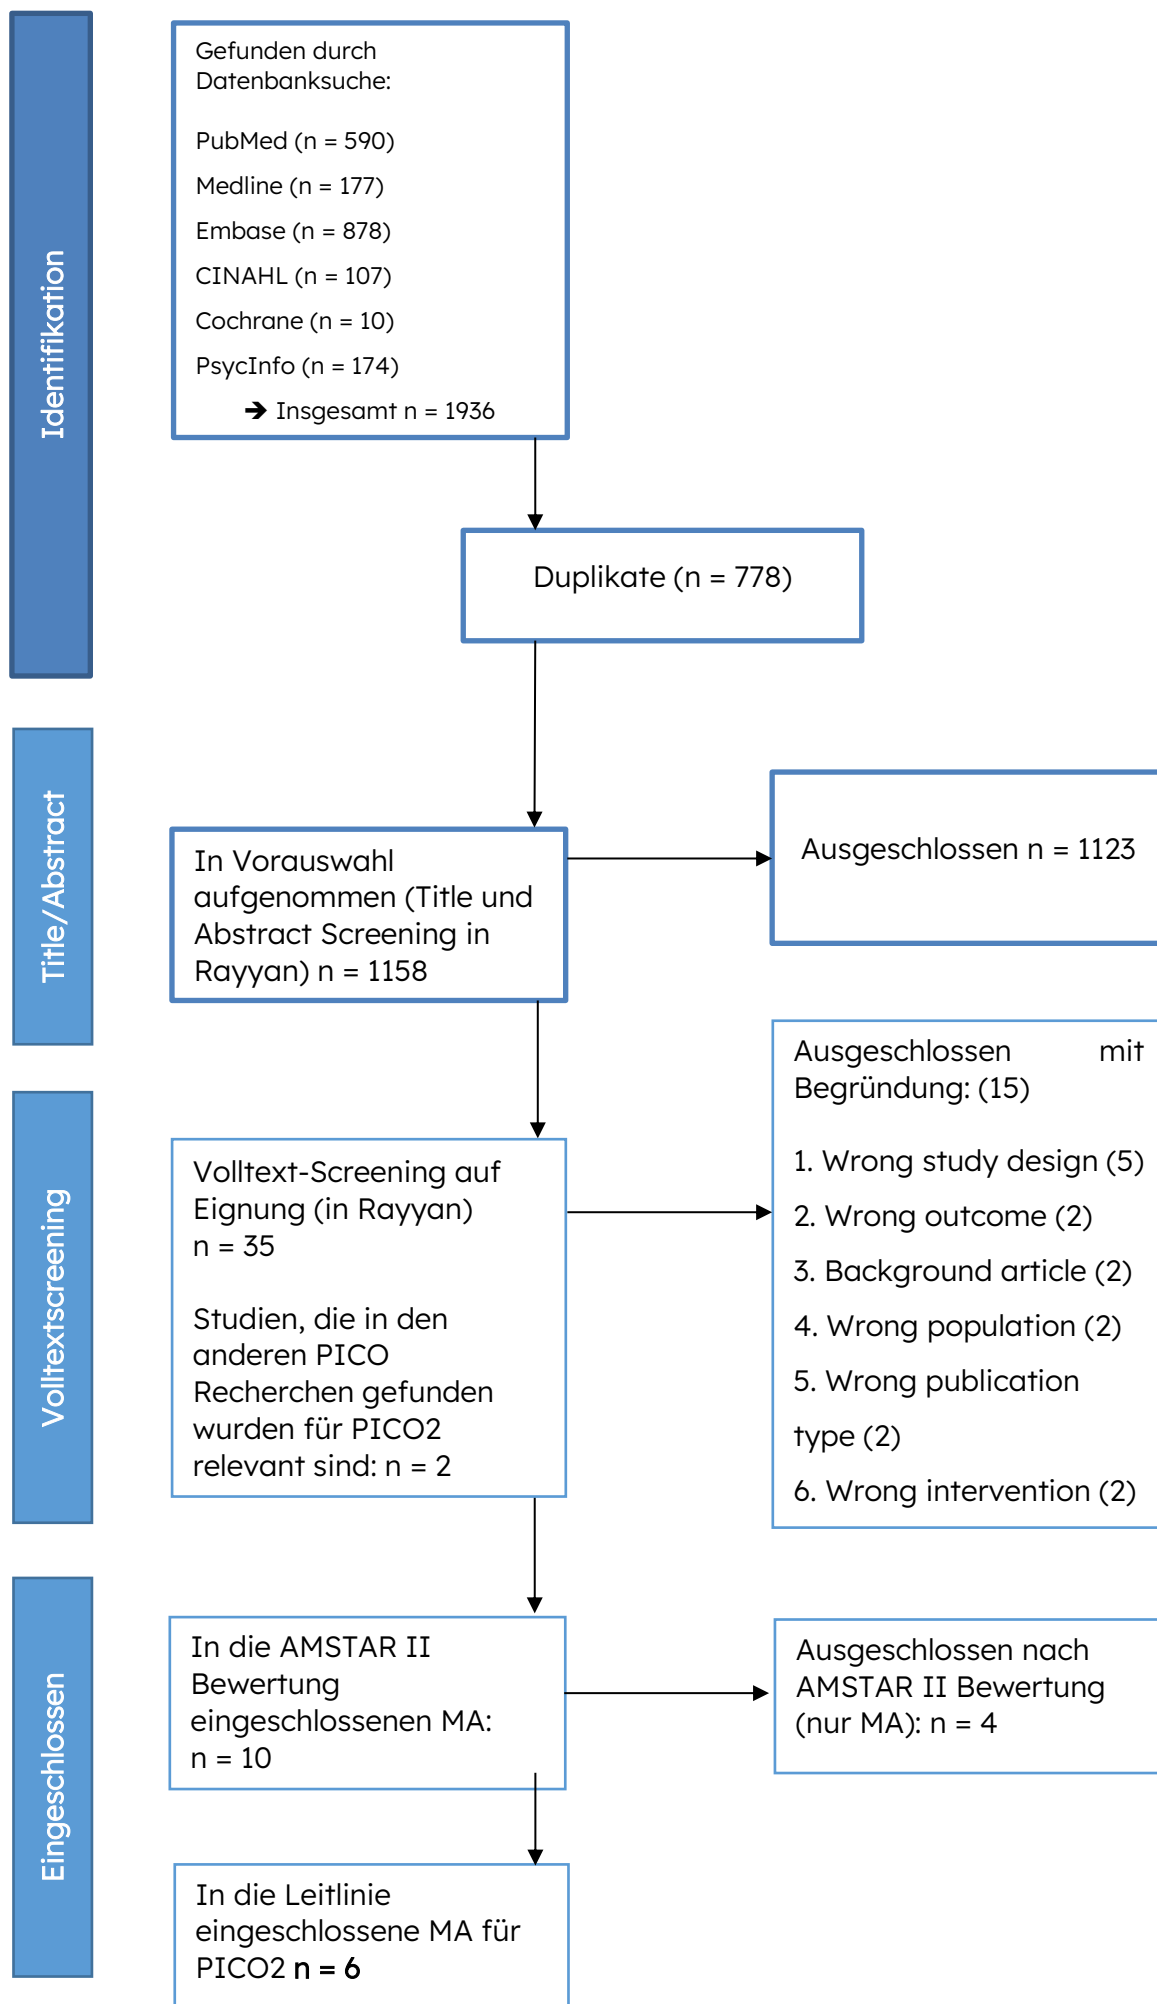 Identifikation
Gefunden durch
Datenbanksuche:
PubMed (n = 590)
Medline (n = 177)
Embase (n = 878)
CINAHL (n = 107)
Cochrane (n = 10)
PsycInfo (n = 174)
➔ Insgesamt n = 1936
Duplikate (n = 778)
Title/Abstract
In Vorauswahl
aufgenommen (Title und
Abstract Screening in
Rayyan) n = 1158
Ausgeschlossen n = 1123
Volltextscreening
Volltext-Screening auf
Eignung (in Rayyan)
n = 35
Studien, die in den
anderen PICO
Recherchen gefunden
wurden für PICO2
relevant sind: n = 2
Ausgeschlossen mit
Begründung: (15)
1. Wrong study design (5)
2. Wrong outcome (2)
3. Background article (2)
4. Wrong population (2)
5. Wrong publication
type (2)
6. Wrong intervention (2)
Eingeschlossen
In die AMSTAR II
Bewertung
eingeschlossenen MA:
n = 10
Ausgeschlossen nach
AMSTAR II Bewertung
(nur MA): n = 4
In die Leitlinie
eingeschlossene MA für
PICO2 n = 6